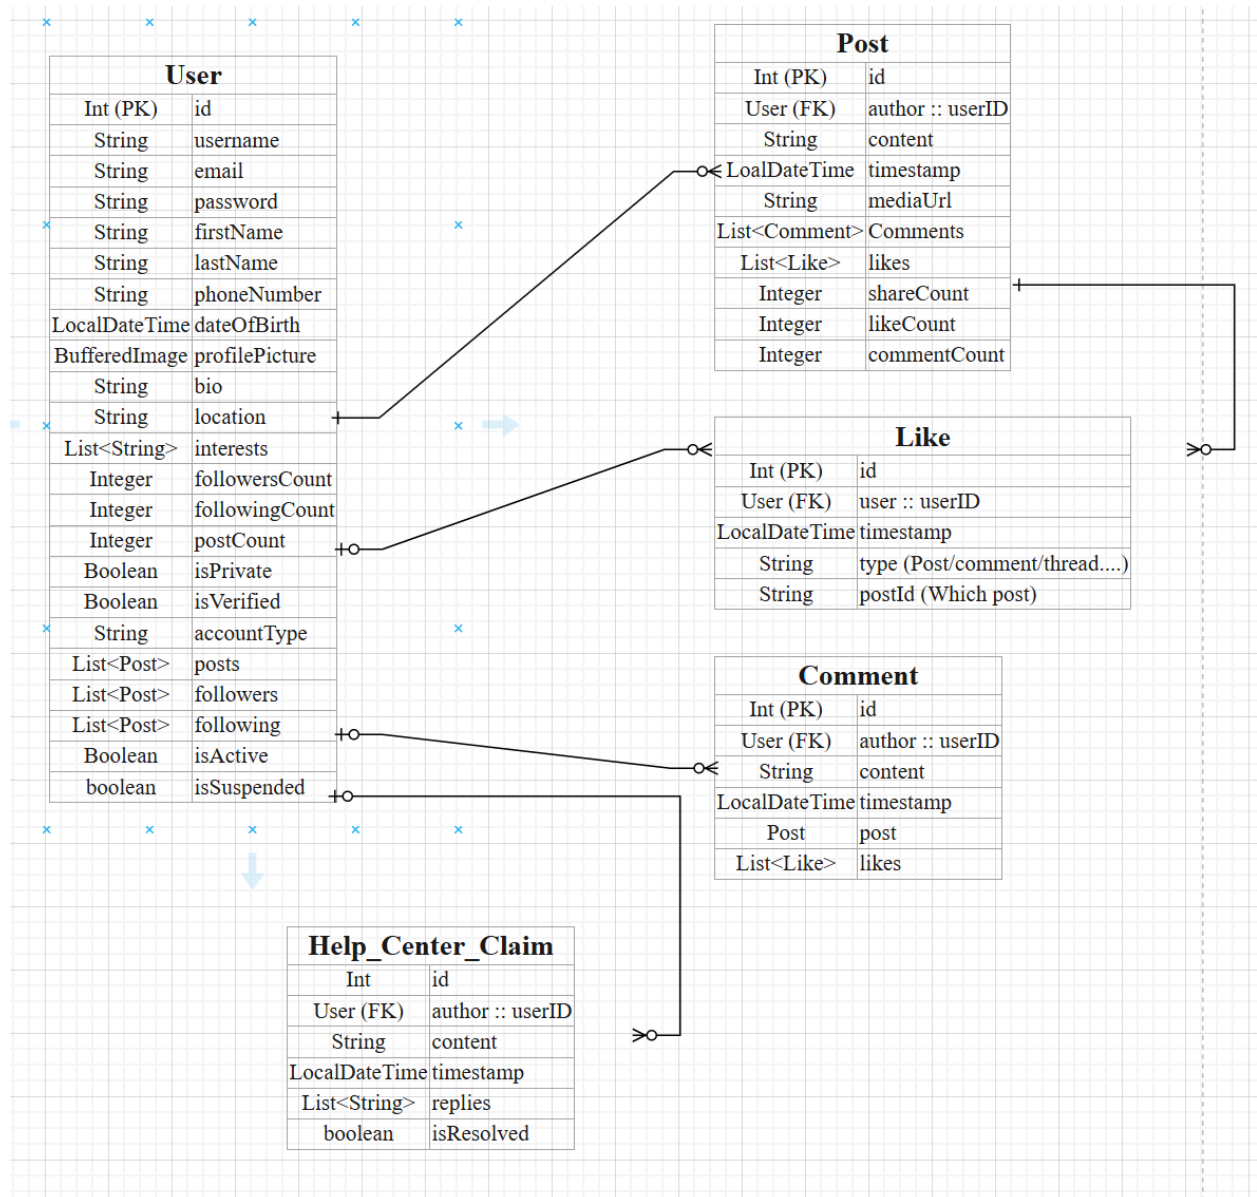 User
Int (PK) id
String username
String email
String password
String firstName
String lastName
String phoneNumber
LocalDateTime dateOfBirth
BufferedImage profilePicture
String bio
String location
List<String> interests
Integer followersCount
Integer followingCount
Integer postCount
Boolean isPrivate
Boolean isVerified
String accountType
List<Post> posts
List<Post> followers
List<Post> following
Boolean isActive
boolean isSuspended
Post
Int (PK) id
User (FK) author :: userID
String content
LoalDateTime timestamp
String mediaUrl
List<Comment> Comments
List<Like> likes
Integer shareCount
Integer likeCount
Integer commentCount
Like
Int (PK) id
User (FK) user :: userID
LocalDateTime timestamp
String type (Post/comment/thread....)
String postId (Which post)
Comment
Int (PK) id
User (FK) author :: userID
String content
LocalDateTime timestamp
Post post
List<Like> likes
Help_Center_Claim
Int id
User (FK) author :: userID
String content
LocalDateTime timestamp
List<String> replies
boolean isResolved